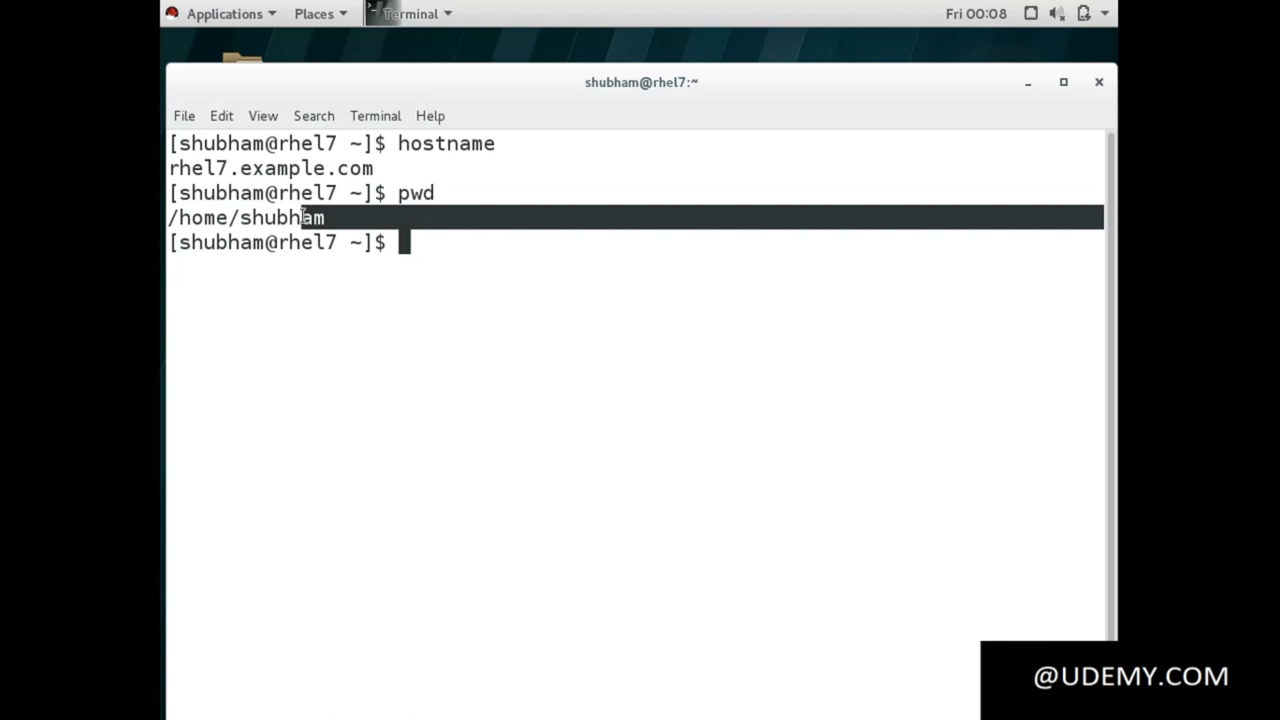 Applications Places Terminal Fri 00:08
shubham@rhel7:~
File Edit View Search Terminal Help
[shubham@rhel7 ~]$ hostname
rhel7.example.com
[shubham@rhel7 ~]$ pwd
/home/shubham
[shubham@rhel7 ~]$
@UDEMY.COM